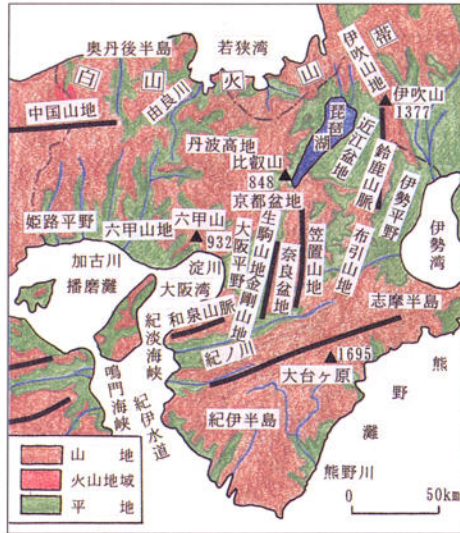 奥丹後半島
若狭湾
白山火山帯
伊吹山地
伊吹山
1377
中国山地
由良川
丹波高地
比叡山
848
琵琶湖
近江盆地
鈴鹿山脈
伊勢平野
京都盆地
姫路平野
六甲山地
六甲山
932
生駒山地
大阪平野
金剛山地
奈良盆地
笠置山地
布引山地
伊勢湾
加古川
播磨灘
淀川
大阪湾
和泉山脈
志摩半島
紀淡海峡
紀ノ川
1695
大台ヶ原
鳴門海峡
紀伊水道
紀伊半島
熊野灘
熊野川
山地
火山地域
平地
0 50km